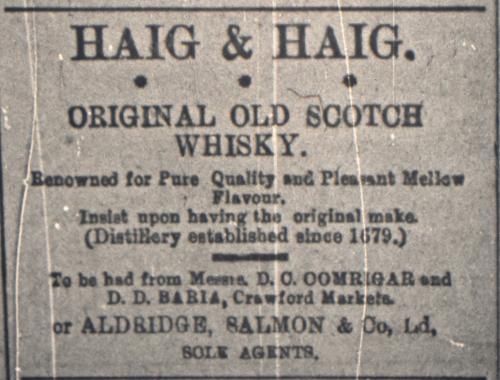 HAIG & HAIG.
ORIGINAL OLD SCOTCH
WHISKY.
Renowned for Pure Quality and Pleasant Mellow
Flavour.
Insist upon having the original make.
(Distillery established since 1679.)
To be had from Messrs. D. C. COMRIGAR and
D. D. BARIA, Crawford Markets.
or ALDRIDGE, SALMON & Co, Ld,
SOLE AGENTS.